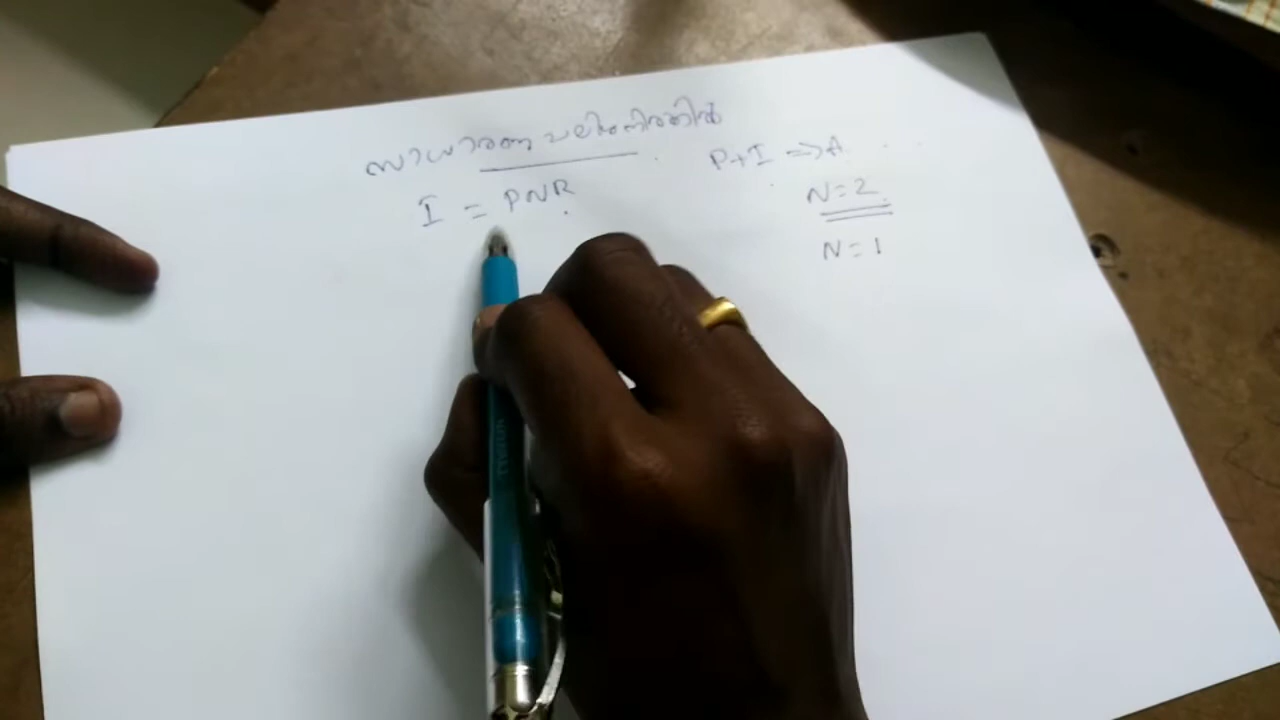 സാധാരണ പലിശനിരക്കിൽ
P+I ⇒ A
I = PNR
N=2
N=1